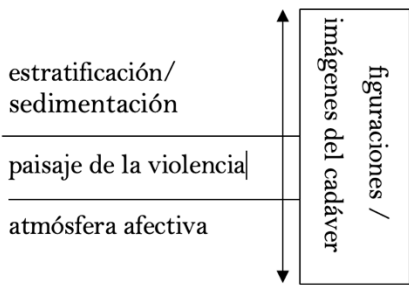 estratificación/
sedimentación
paisaje de la violencia
atmósfera afectiva
figuraciones /
imágenes del cadáver